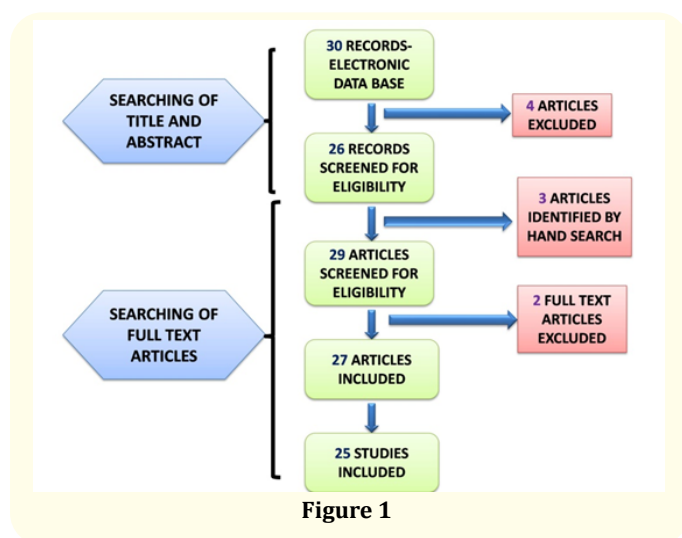 30 RECORDS-
ELECTRONIC
DATA BASE
SEARCHING OF
TITLE AND
ABSTRACT
4 ARTICLES
EXCLUDED
26 RECORDS
SCREENED FOR
ELIGIBILITY
3 ARTICLES
IDENTIFIED BY
HAND SEARCH
29 ARTICLES
SCREENED FOR
ELIGIBILITY
SEARCHING OF
FULL TEXT
ARTICLES
2 FULL TEXT
ARTICLES
EXCLUDED
27 ARTICLES
INCLUDED
25 STUDIES
INCLUDED
Figure 1